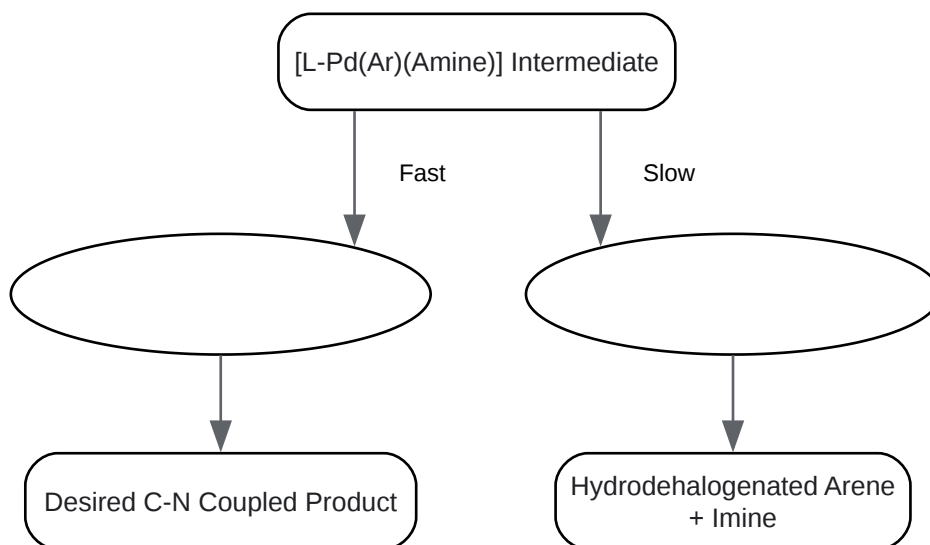 [L-Pd(Ar)(Amine)] Intermediate
Fast
Slow
Desired C-N Coupled Product
Hydrodehalogenated Arene
+ Imine